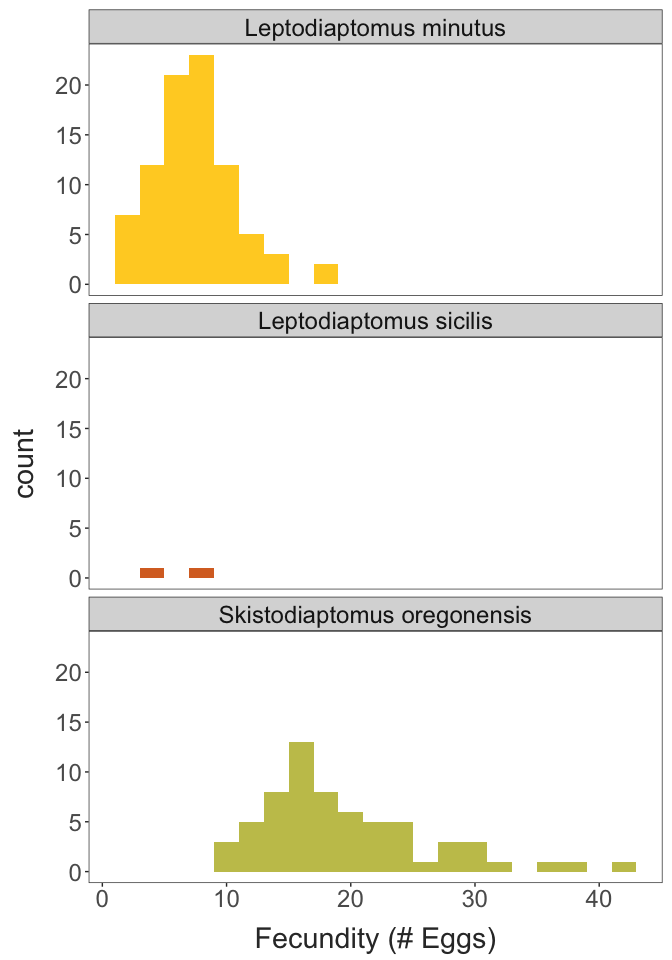 Leptodiaptomus minutus
20
15
10
5
0
Leptodiaptomus sicilis
20
15
10
5
0
count
Skistodiaptomus oregonensis
20
15
10
5
0
0 10 20 30 40
Fecundity (# Eggs)